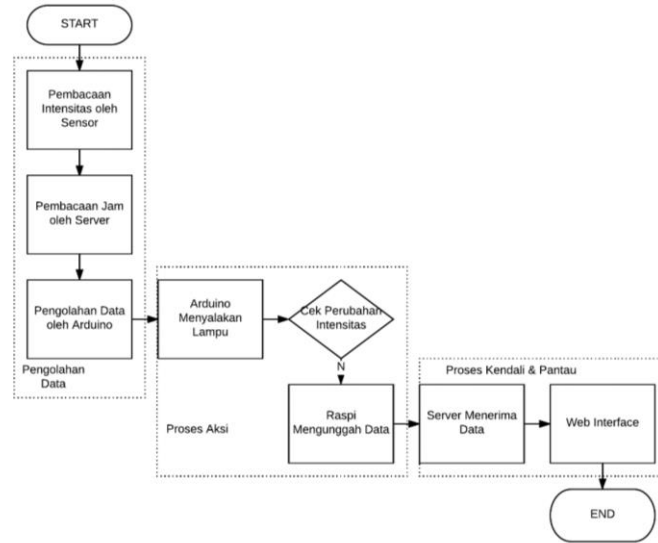 START
Pembacaan
Intensitas oleh
Sensor
Pembacaan Jam
oleh Server
Pengolahan Data
oleh Arduino
Pengolahan
Data
Arduino
Menyalakan
Lampu
Cek Perubahan
Intensitas
N
Raspi
Mengunggah Data
Proses Aksi
Proses Kendali & Pantau
Server Menerima
Data
Web Interface
END